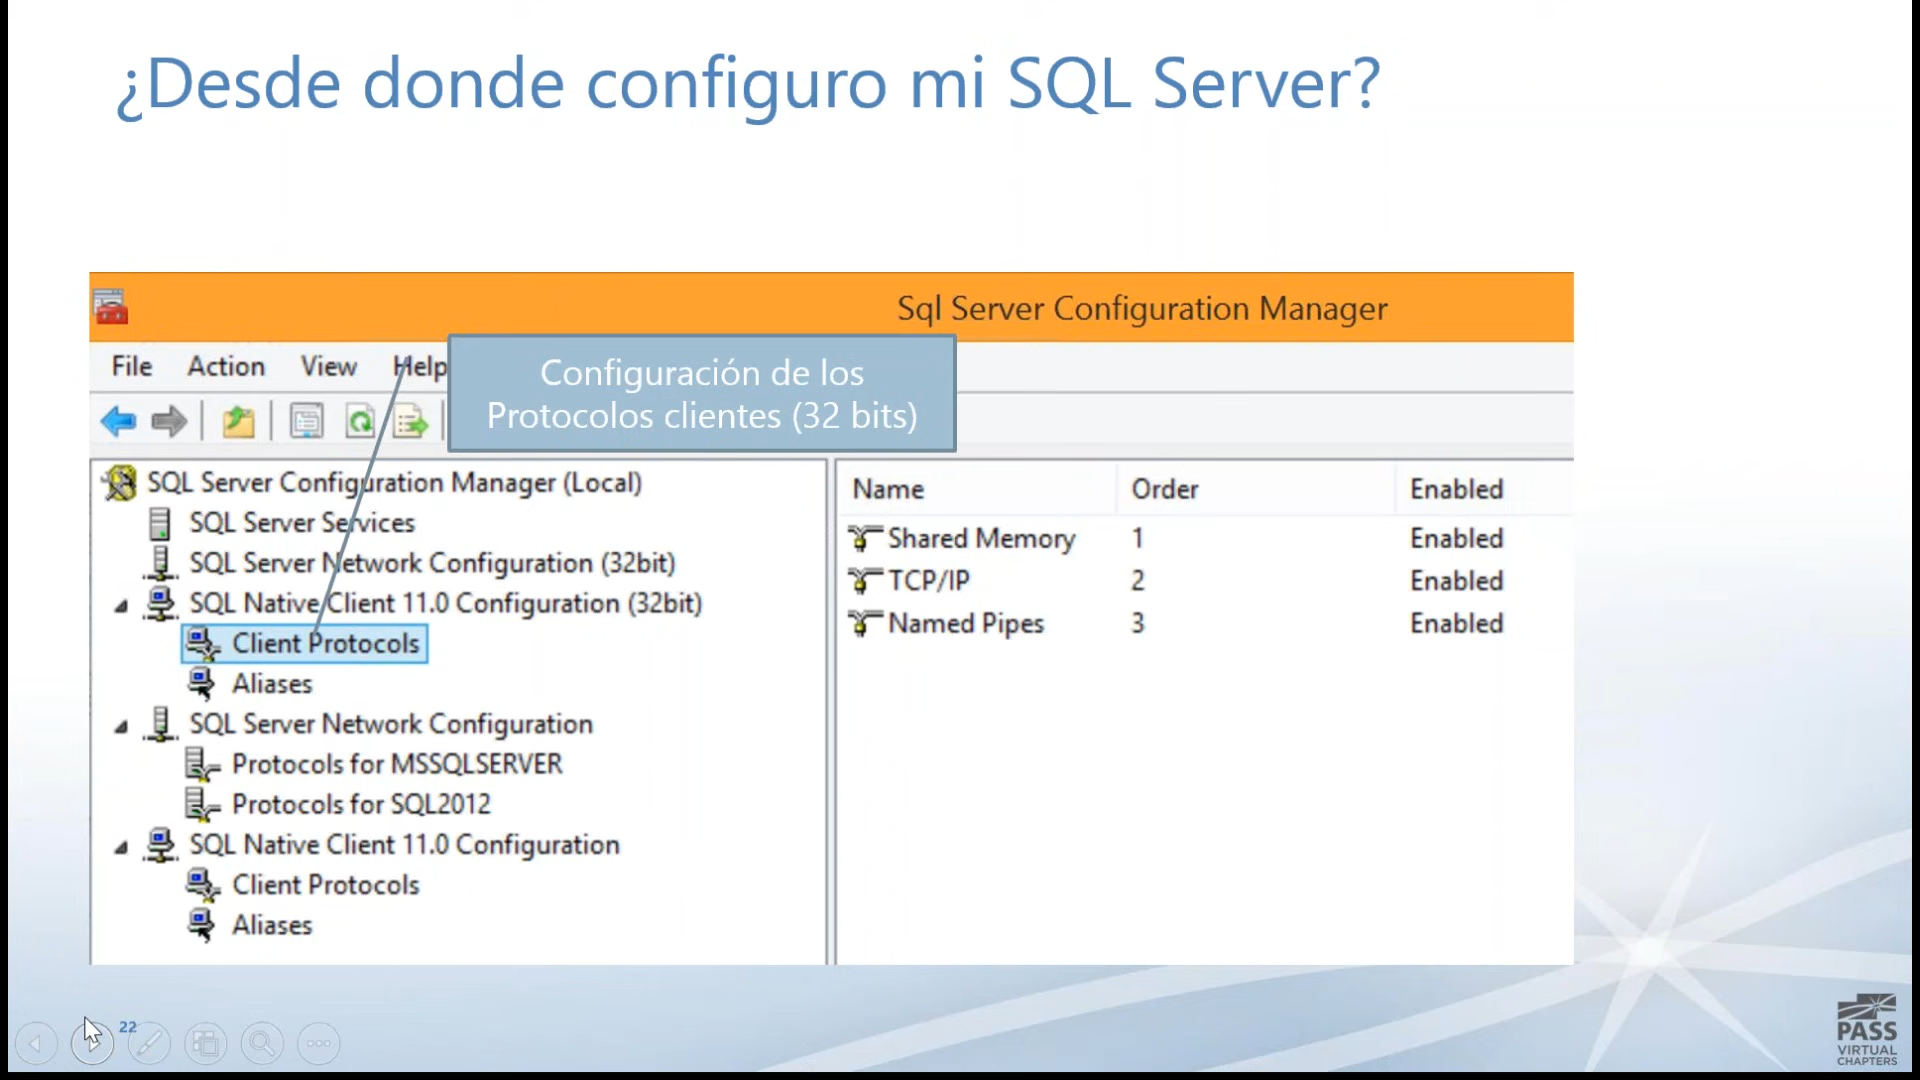 ¿Desde donde configuro mi SQL Server?
Sql Server Configuration Manager
File Action View Help
Configuración de los
Protocolos clientes (32 bits)
SQL Server Configuration Manager (Local)
SQL Server Services
SQL Server Network Configuration (32bit)
SQL Native Client 11.0 Configuration (32bit)
Client Protocols
Aliases
SQL Server Network Configuration
Protocols for MSSQLSERVER
Protocols for SQL2012
SQL Native Client 11.0 Configuration
Client Protocols
Aliases
Name Order Enabled
Shared Memory 1 Enabled
TCP/IP 2 Enabled
Named Pipes 3 Enabled
22
PASS
VIRTUAL
CHAPTERS